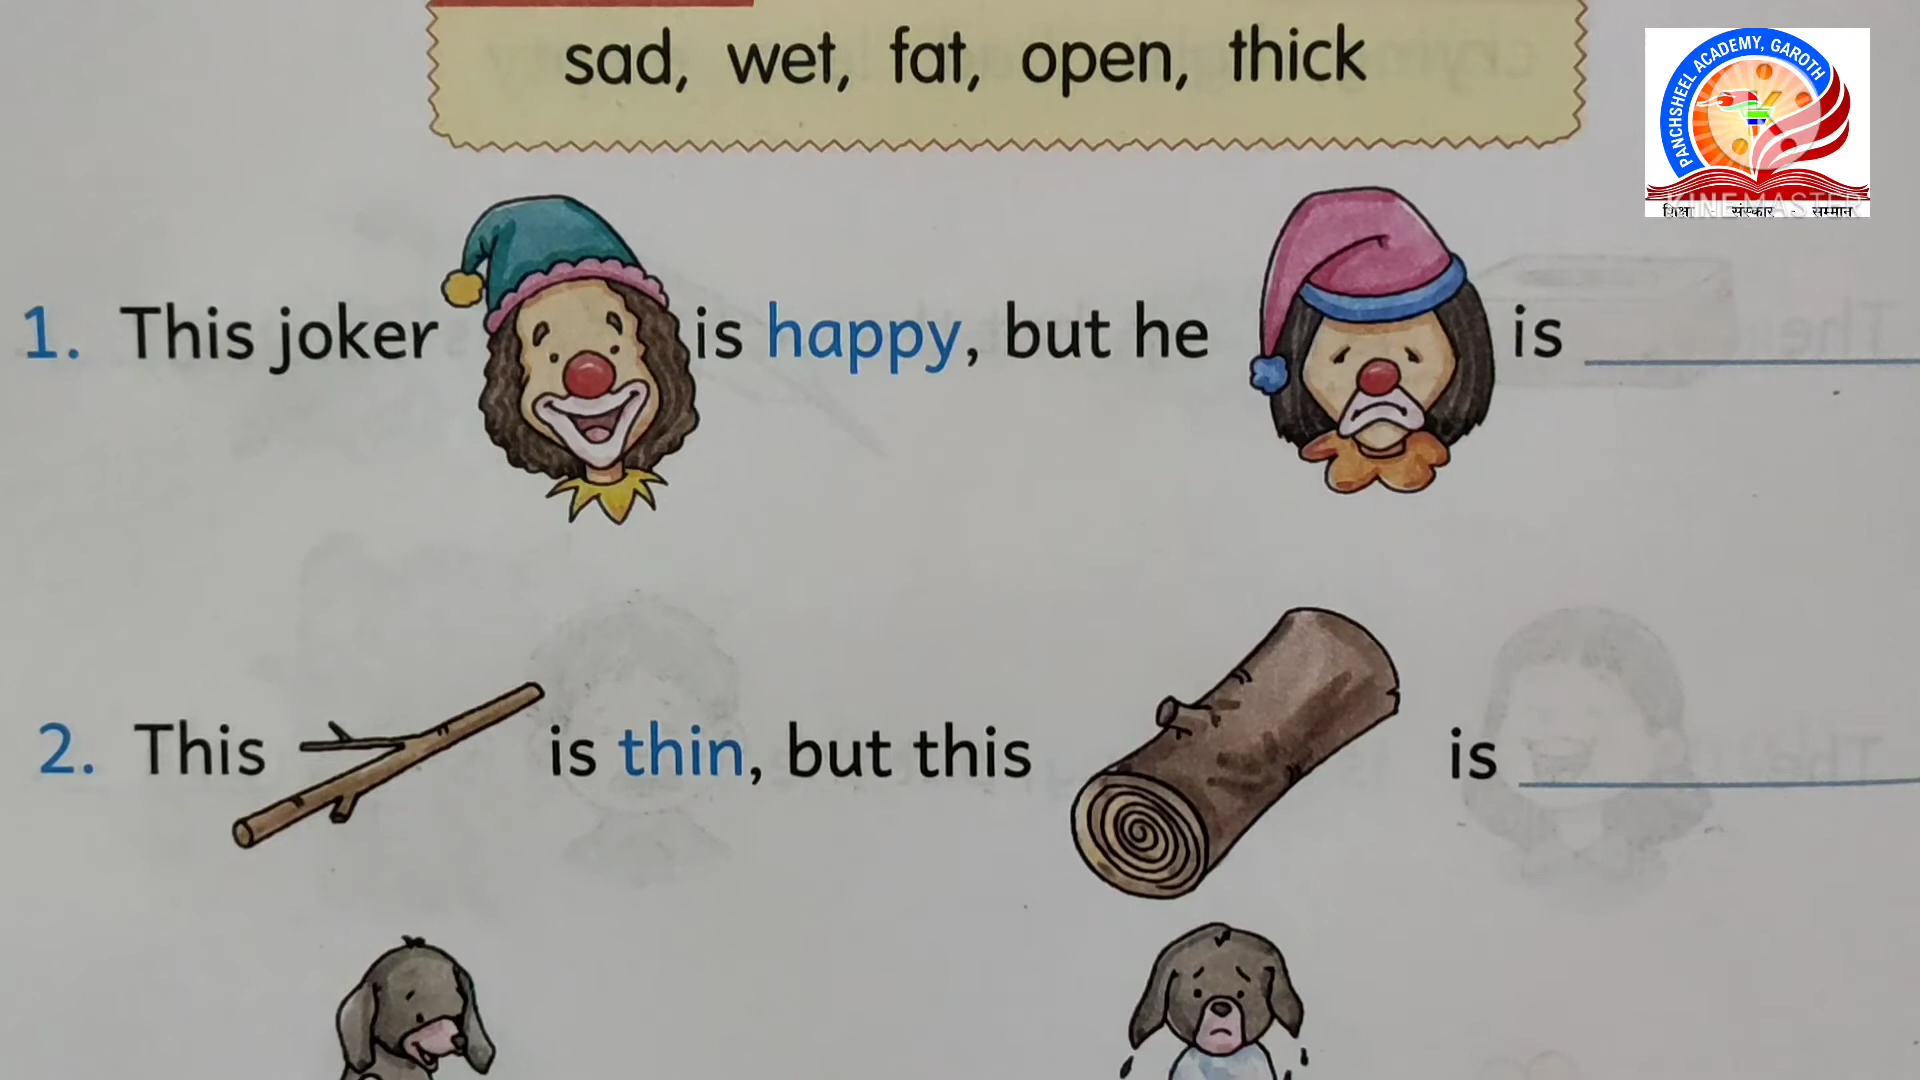 sad, wet, fat, open, thick
PANCHSHEEL ACADEMY, GAROTH
KINEMASTER
शिक्षा संस्कार - सम्मान
1. This joker is happy, but he is
2. This is thin, but this is